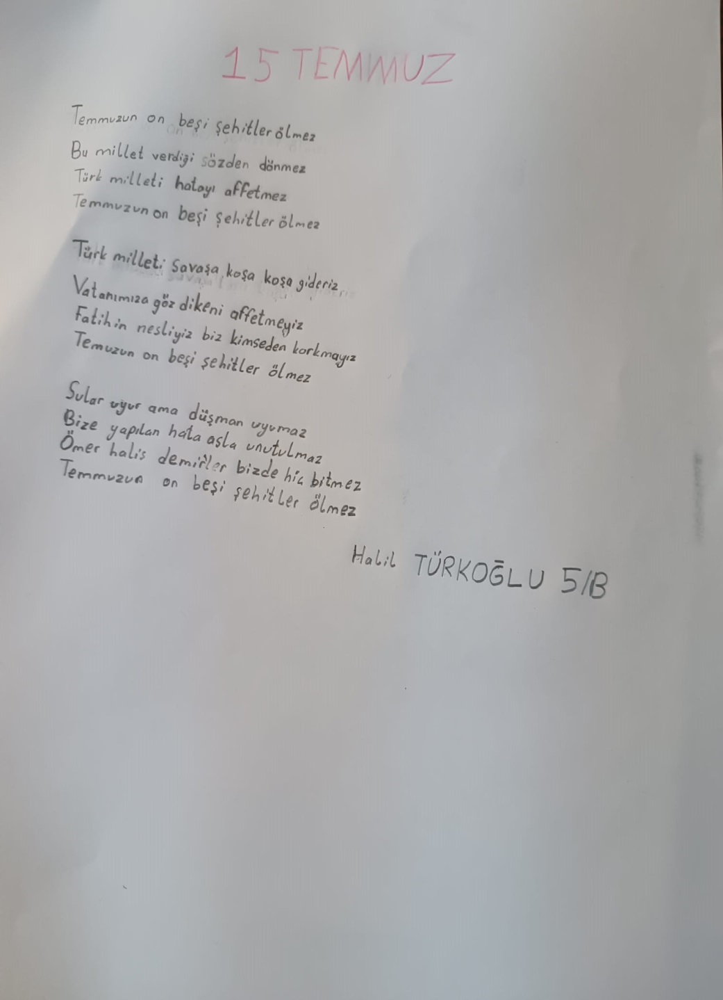 15 TEMMUZ
Temmuzun on beşi şehitler ölmez
Bu millet verdiği sözden dönmez
Türk milleti hatayı affetmez
Temmuzun on beşi şehitler ölmez
Türk milleti savaşa koşa koşa gideriz
Vatanımıza göz dikeni affetmeyiz
Fatihin nesliyiz biz kimseden korkmayız
Temuzun on beşi şehitler ölmez
Sular uyur ama düşman uyumaz
Bize yapılan hata asla unutulmaz
Ömer halis demirler bizde hiç bitmez
Temmuzun on beşi şehitler ölmez
Halil TÜRKOĞLU 5/B